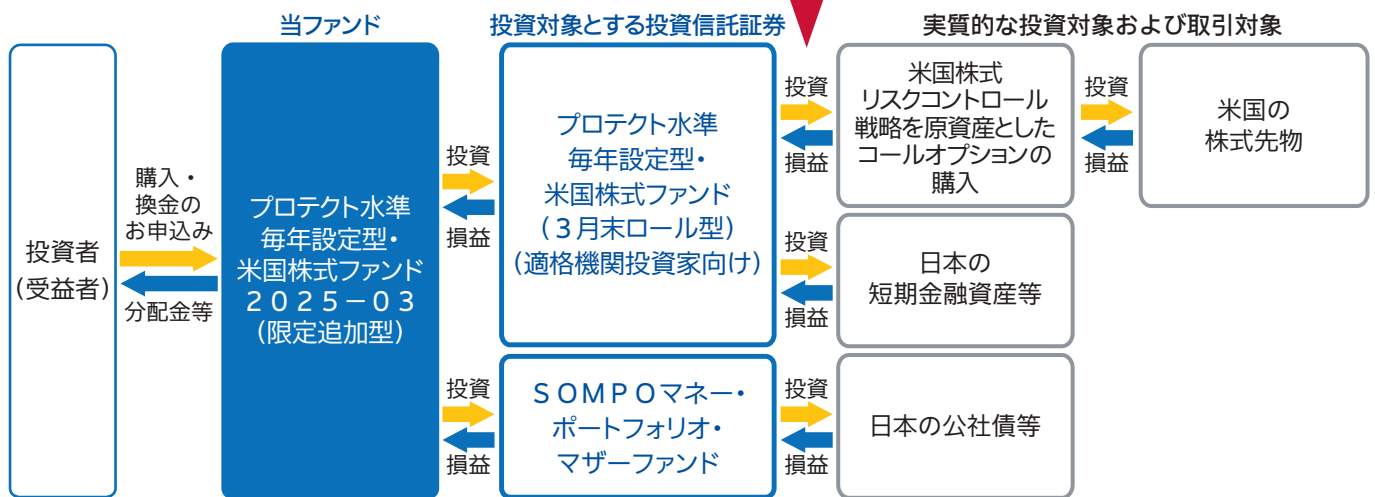 当ファンド
投資対象とする投資信託証券
実質的な投資対象および取引対象
投資者
(受益者)
購入・
換金の
お申込み
分配金等
プロテクト水準
毎年設定型・
米国株式ファンド
2025-03
(限定追加型)
投資
損益
プロテクト水準
毎年設定型・
米国株式ファンド
(3月末ロール型)
(適格機関投資家向け)
投資
損益
米国株式
リスクコントロール
戦略を原資産とした
コールオプションの
購入
投資
損益
米国の
株式先物
投資
損益
日本の
短期金融資産等
投資
損益
SOMPOマネー・
ポートフォリオ・
マザーファンド
投資
損益
日本の公社債等